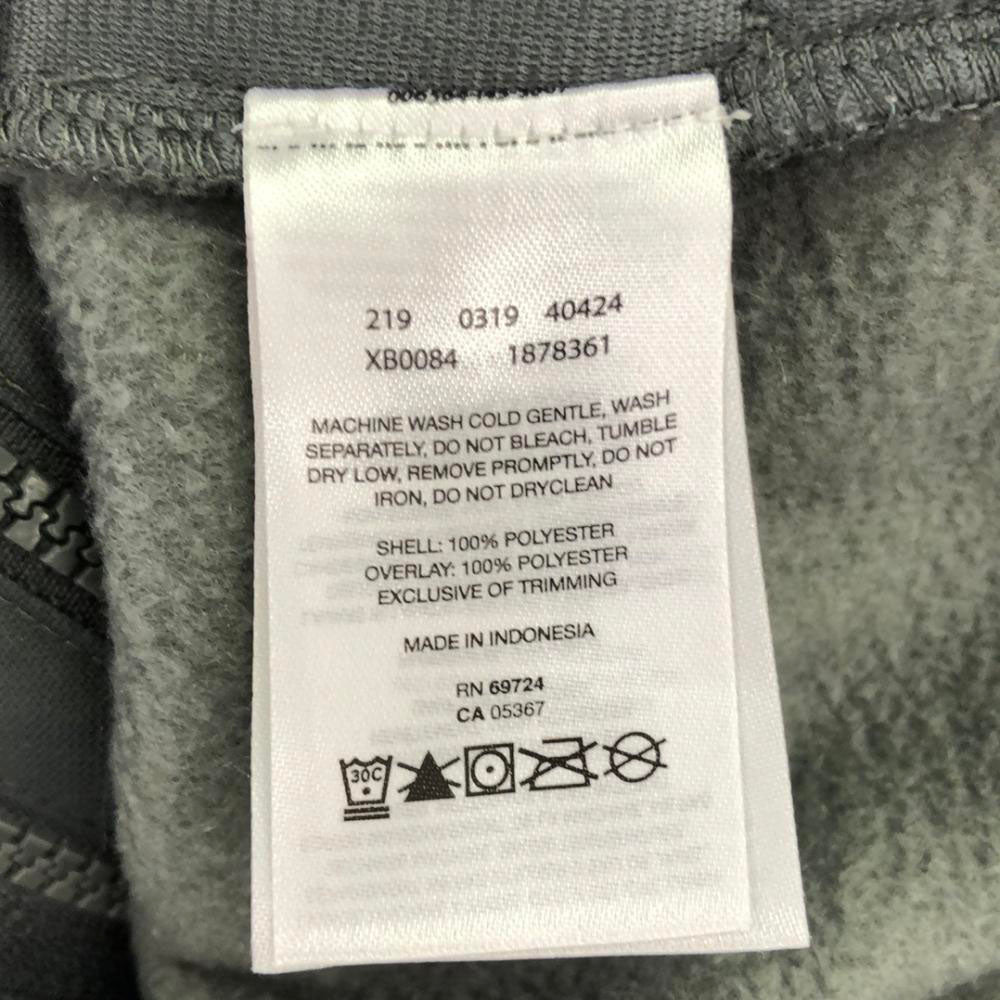 219 0319 40424
XB0084 1878361
MACHINE WASH COLD GENTLE, WASH
SEPARATELY, DO NOT BLEACH, TUMBLE
DRY LOW, REMOVE PROMPTLY, DO NOT
IRON, DO NOT DRYCLEAN
SHELL: 100% POLYESTER
OVERLAY: 100% POLYESTER
EXCLUSIVE OF TRIMMING
MADE IN INDONESIA
RN 69724
CA 05367
30C